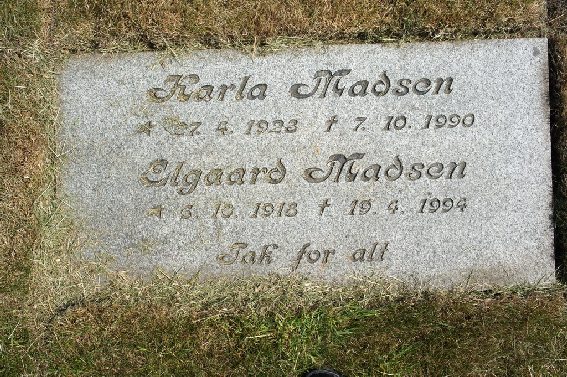 Karla Madsen
* 27. 4. 1923 † 7. 10. 1990
Elgaard Madsen
* 3. 10. 1918 † 19. 4. 1994
Tak for alt